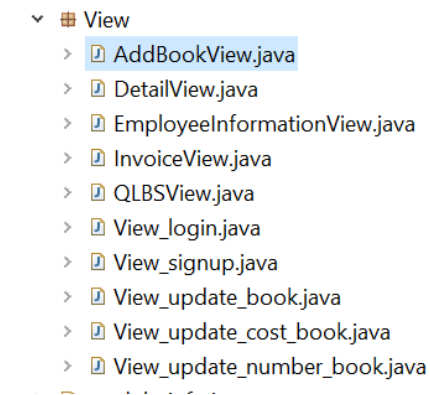 View
AddBookView.java
DetailView.java
EmployeeInformationView.java
InvoiceView.java
QLBSView.java
View_login.java
View_signup.java
View_update_book.java
View_update_cost_book.java
View_update_number_book.java